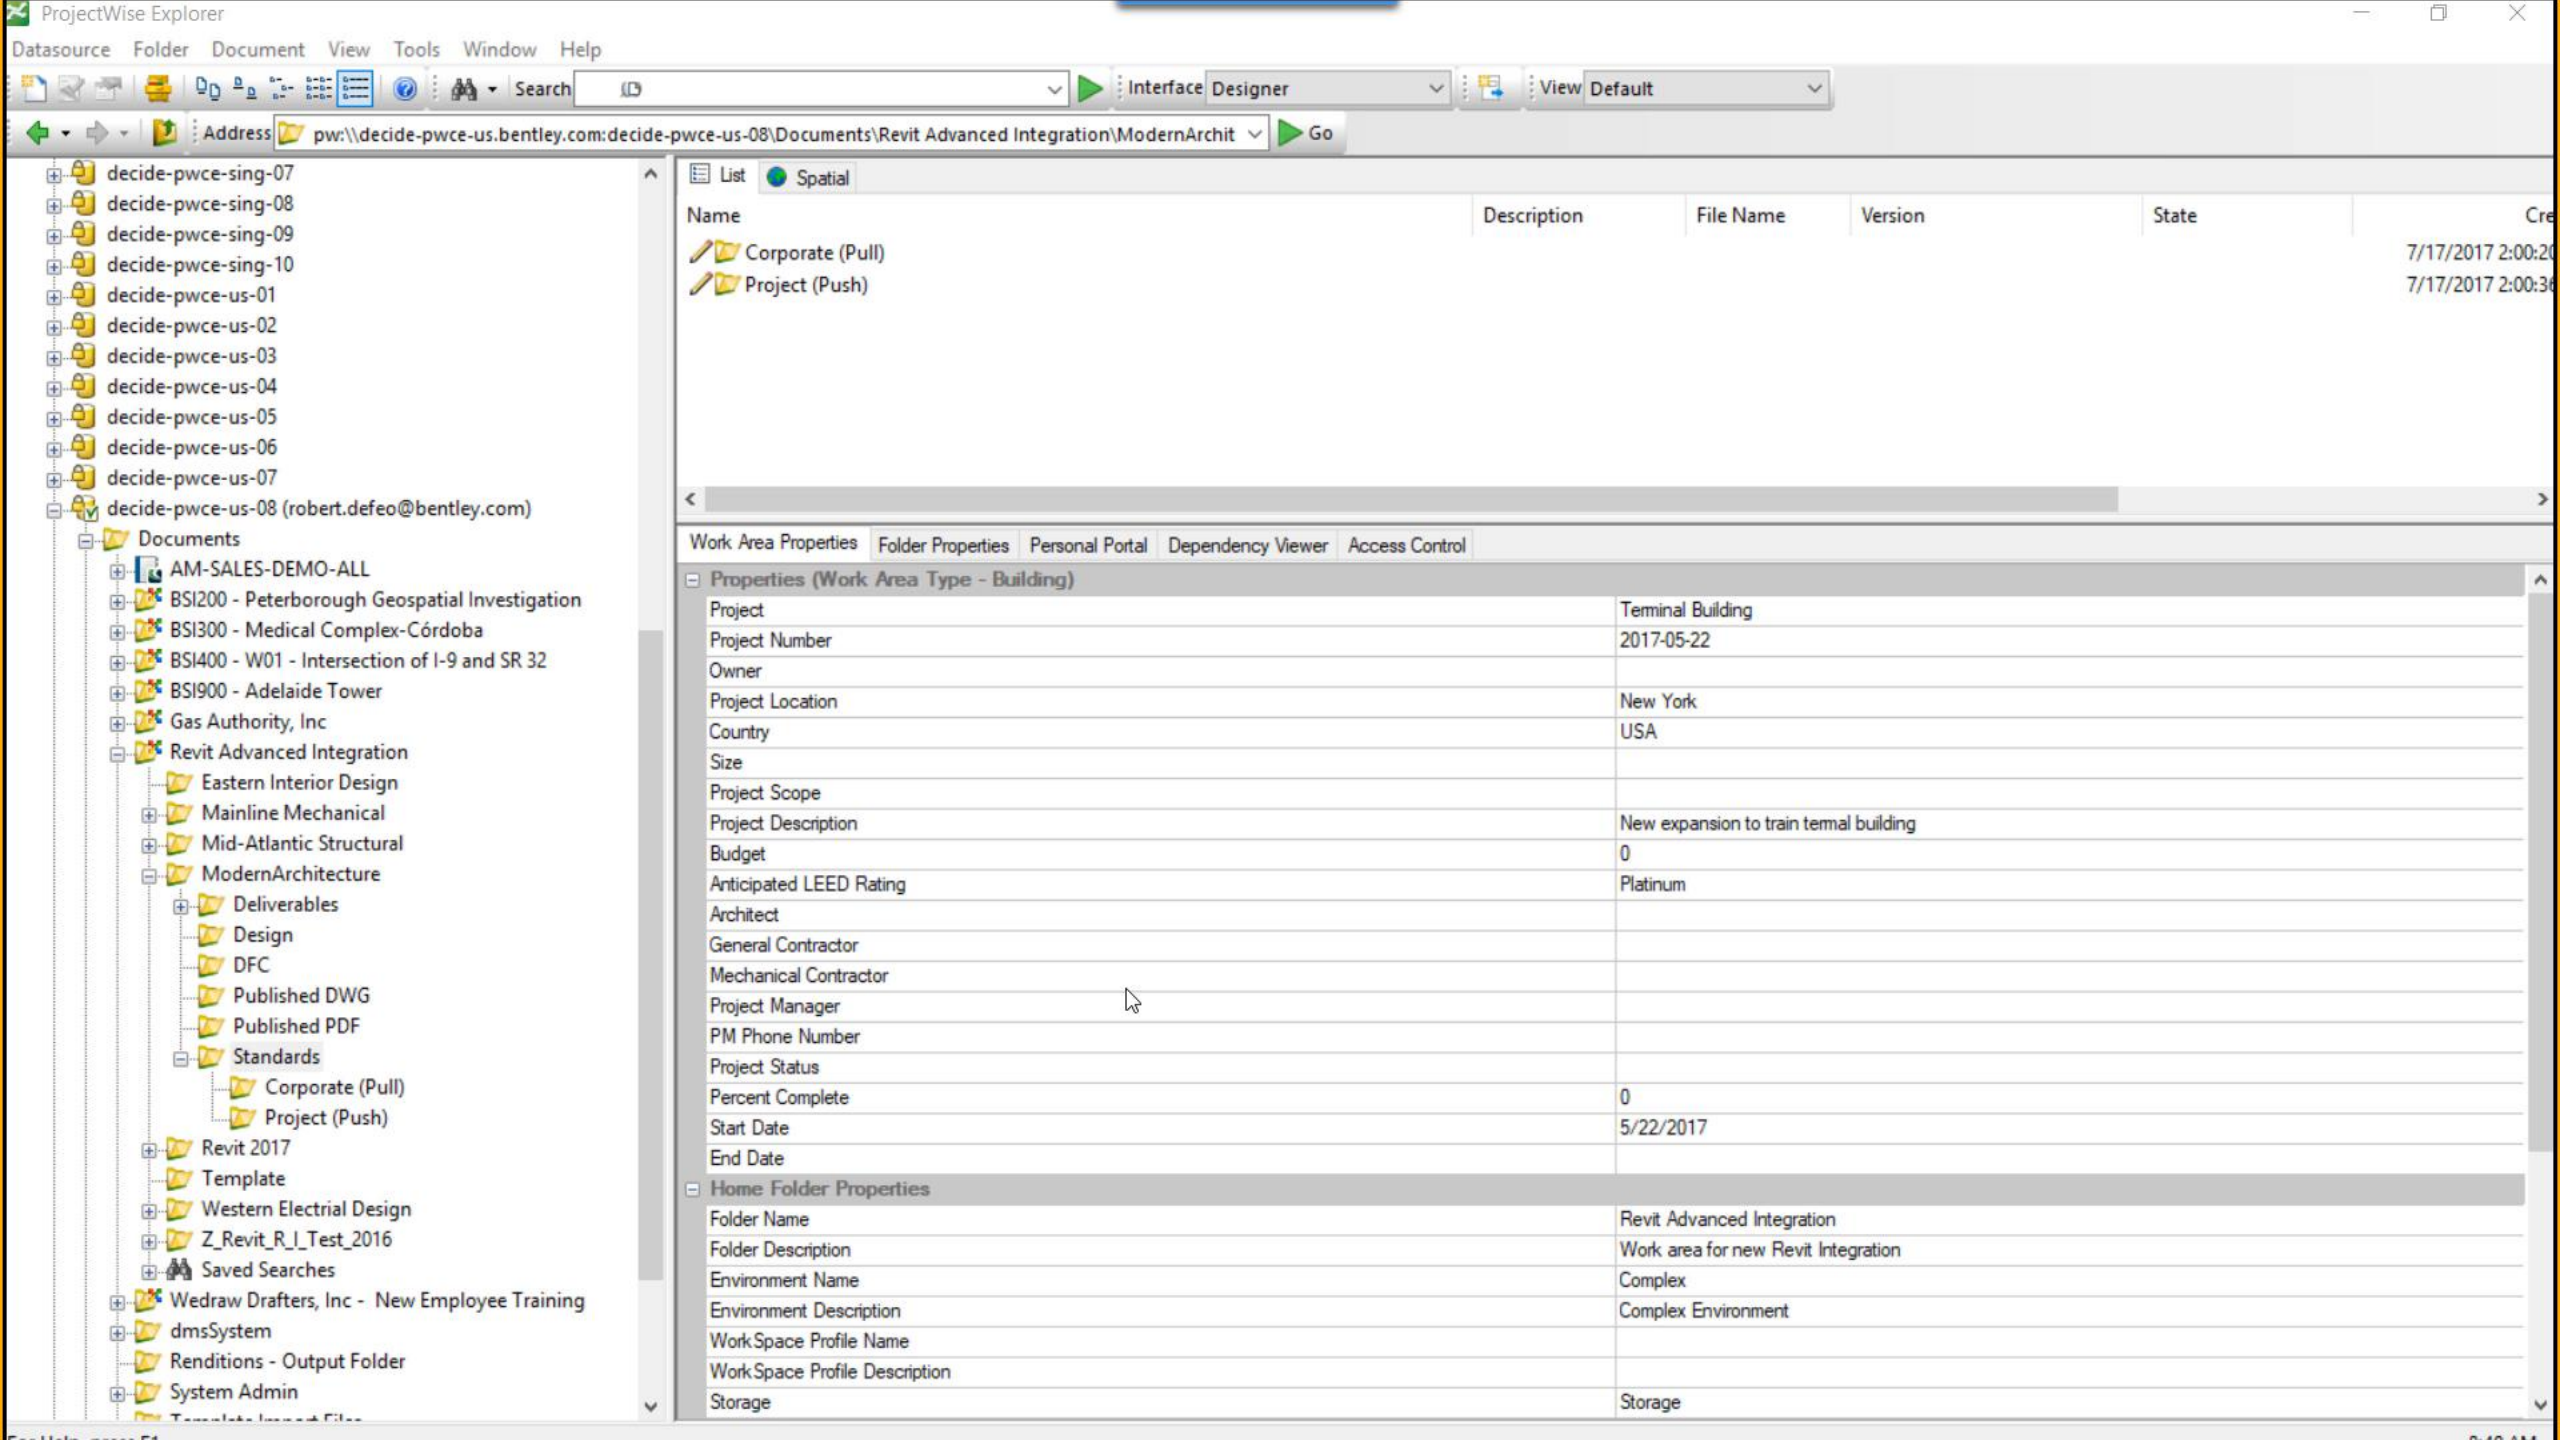 ProjectWise Explorer
Datasource Folder Document View Tools Window Help
Search Interface Designer View Default
Address pw:\\decide-pwce-us.bentley.com:decide-pwce-us-08\Documents\Revit Advanced Integration\ModernArchit Go
decide-pwce-sing-07
decide-pwce-sing-08
decide-pwce-sing-09
decide-pwce-sing-10
decide-pwce-us-01
decide-pwce-us-02
decide-pwce-us-03
decide-pwce-us-04
decide-pwce-us-05
decide-pwce-us-06
decide-pwce-us-07
decide-pwce-us-08 (robert.defeo@bentley.com)
Documents
AM-SALES-DEMO-ALL
BSI200 - Peterborough Geospatial Investigation
BSI300 - Medical Complex-Córdoba
BSI400 - W01 - Intersection of I-9 and SR 32
BSI900 - Adelaide Tower
Gas Authority, Inc
Revit Advanced Integration
Eastern Interior Design
Mainline Mechanical
Mid-Atlantic Structural
ModernArchitecture
Deliverables
Design
DFC
Published DWG
Published PDF
Standards
Corporate (Pull)
Project (Push)
Revit 2017
Template
Western Electrial Design
Z_Revit_R_I_Test_2016
Saved Searches
Wedraw Drafters, Inc - New Employee Training
dmsSystem
Renditions - Output Folder
System Admin
List Spatial
Name Description File Name Version State Cre
Corporate (Pull) 7/17/2017 2:00:20
Project (Push) 7/17/2017 2:00:36
Work Area Properties Folder Properties Personal Portal Dependency Viewer Access Control
Properties (Work Area Type - Building)
Project Terminal Building
Project Number 2017-05-22
Owner
Project Location New York
Country USA
Size
Project Scope
Project Description New expansion to train termal building
Budget 0
Anticipated LEED Rating Platinum
Architect
General Contractor
Mechanical Contractor
Project Manager
PM Phone Number
Project Status
Percent Complete 0
Start Date 5/22/2017
End Date
Home Folder Properties
Folder Name Revit Advanced Integration
Folder Description Work area for new Revit Integration
Environment Name Complex
Environment Description Complex Environment
WorkSpace Profile Name
WorkSpace Profile Description
Storage Storage